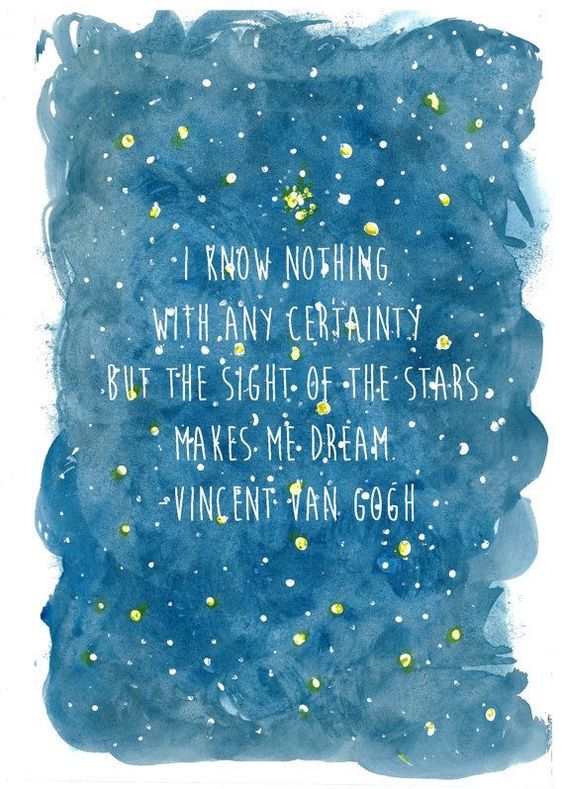 I KNOW NOTHING
WITH ANY CERTAINTY
BUT THE SIGHT OF THE STARS
MAKES ME DREAM.
-VINCENT VAN GOGH